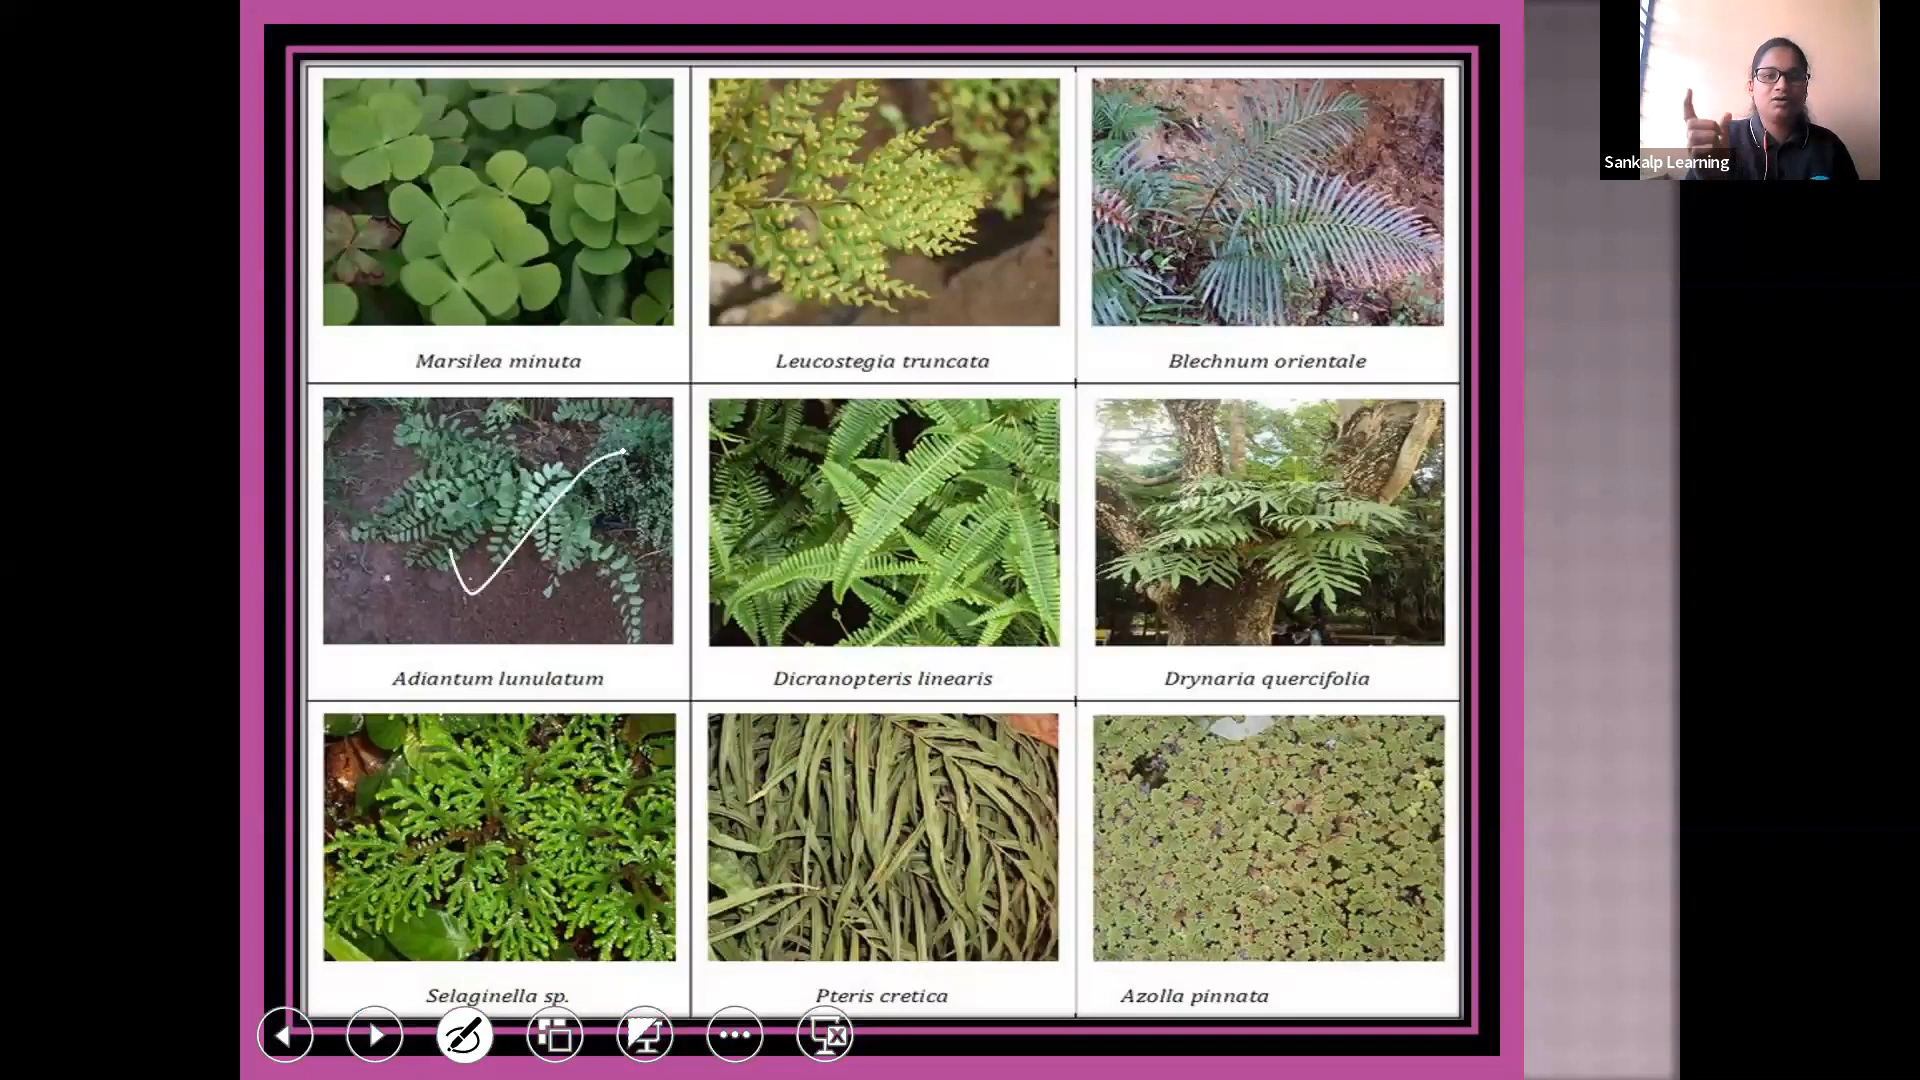 Sankalp Learning
Marsilea minuta
Leucostegia truncata
Blechnum orientale
Adiantum lunulatum
Dicranopteris linearis
Drynaria quercifolia
Selaginella sp.
Pteris cretica
Azolla pinnata